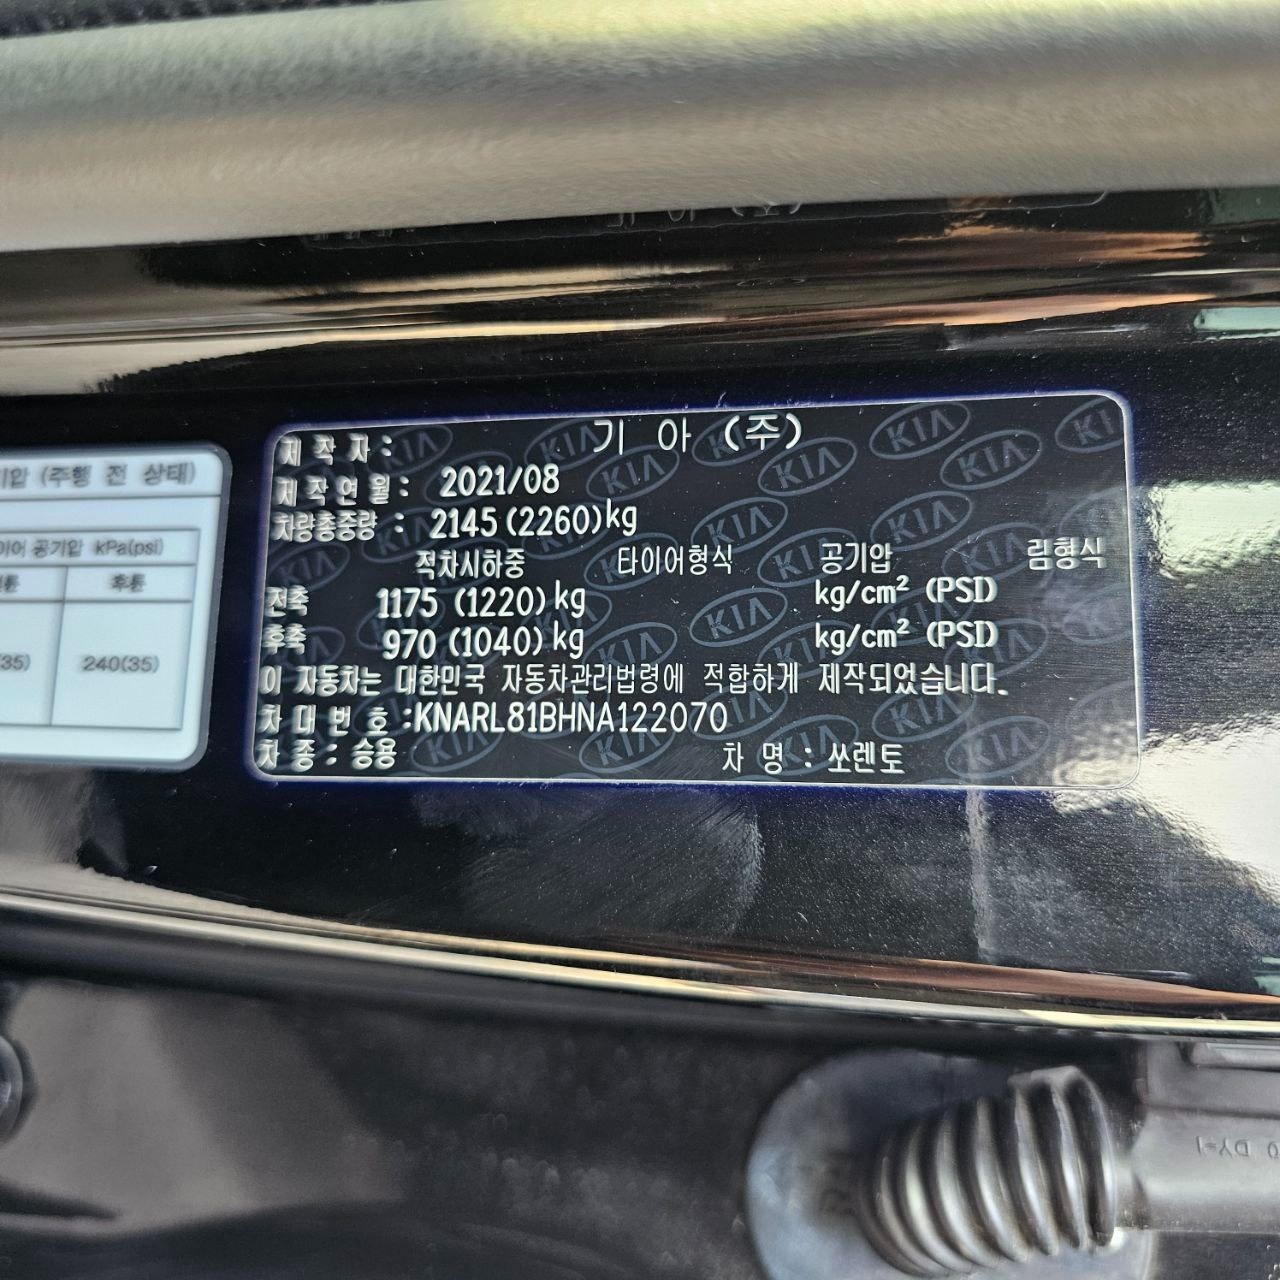 기압 (주행 전 상태)
이어 공기압 kPa(psi)
후륜
35)
240(35)
제작자: 기아 (주)
제작연월: 2021/08
차량총중량 : 2145 (2260)kg
적차시하중 타이어형식 공기압 림형식
전축 1175 (1220) kg kg/cm² (PSI)
후축 970 (1040) kg kg/cm² (PSI)
이 자동차는 대한민국 자동차관리법령에 적합하게 제작되었습니다.
차대번호 :KNARL81BHNA122070
차종: 승용 차명 : 쏘렌토
KIA